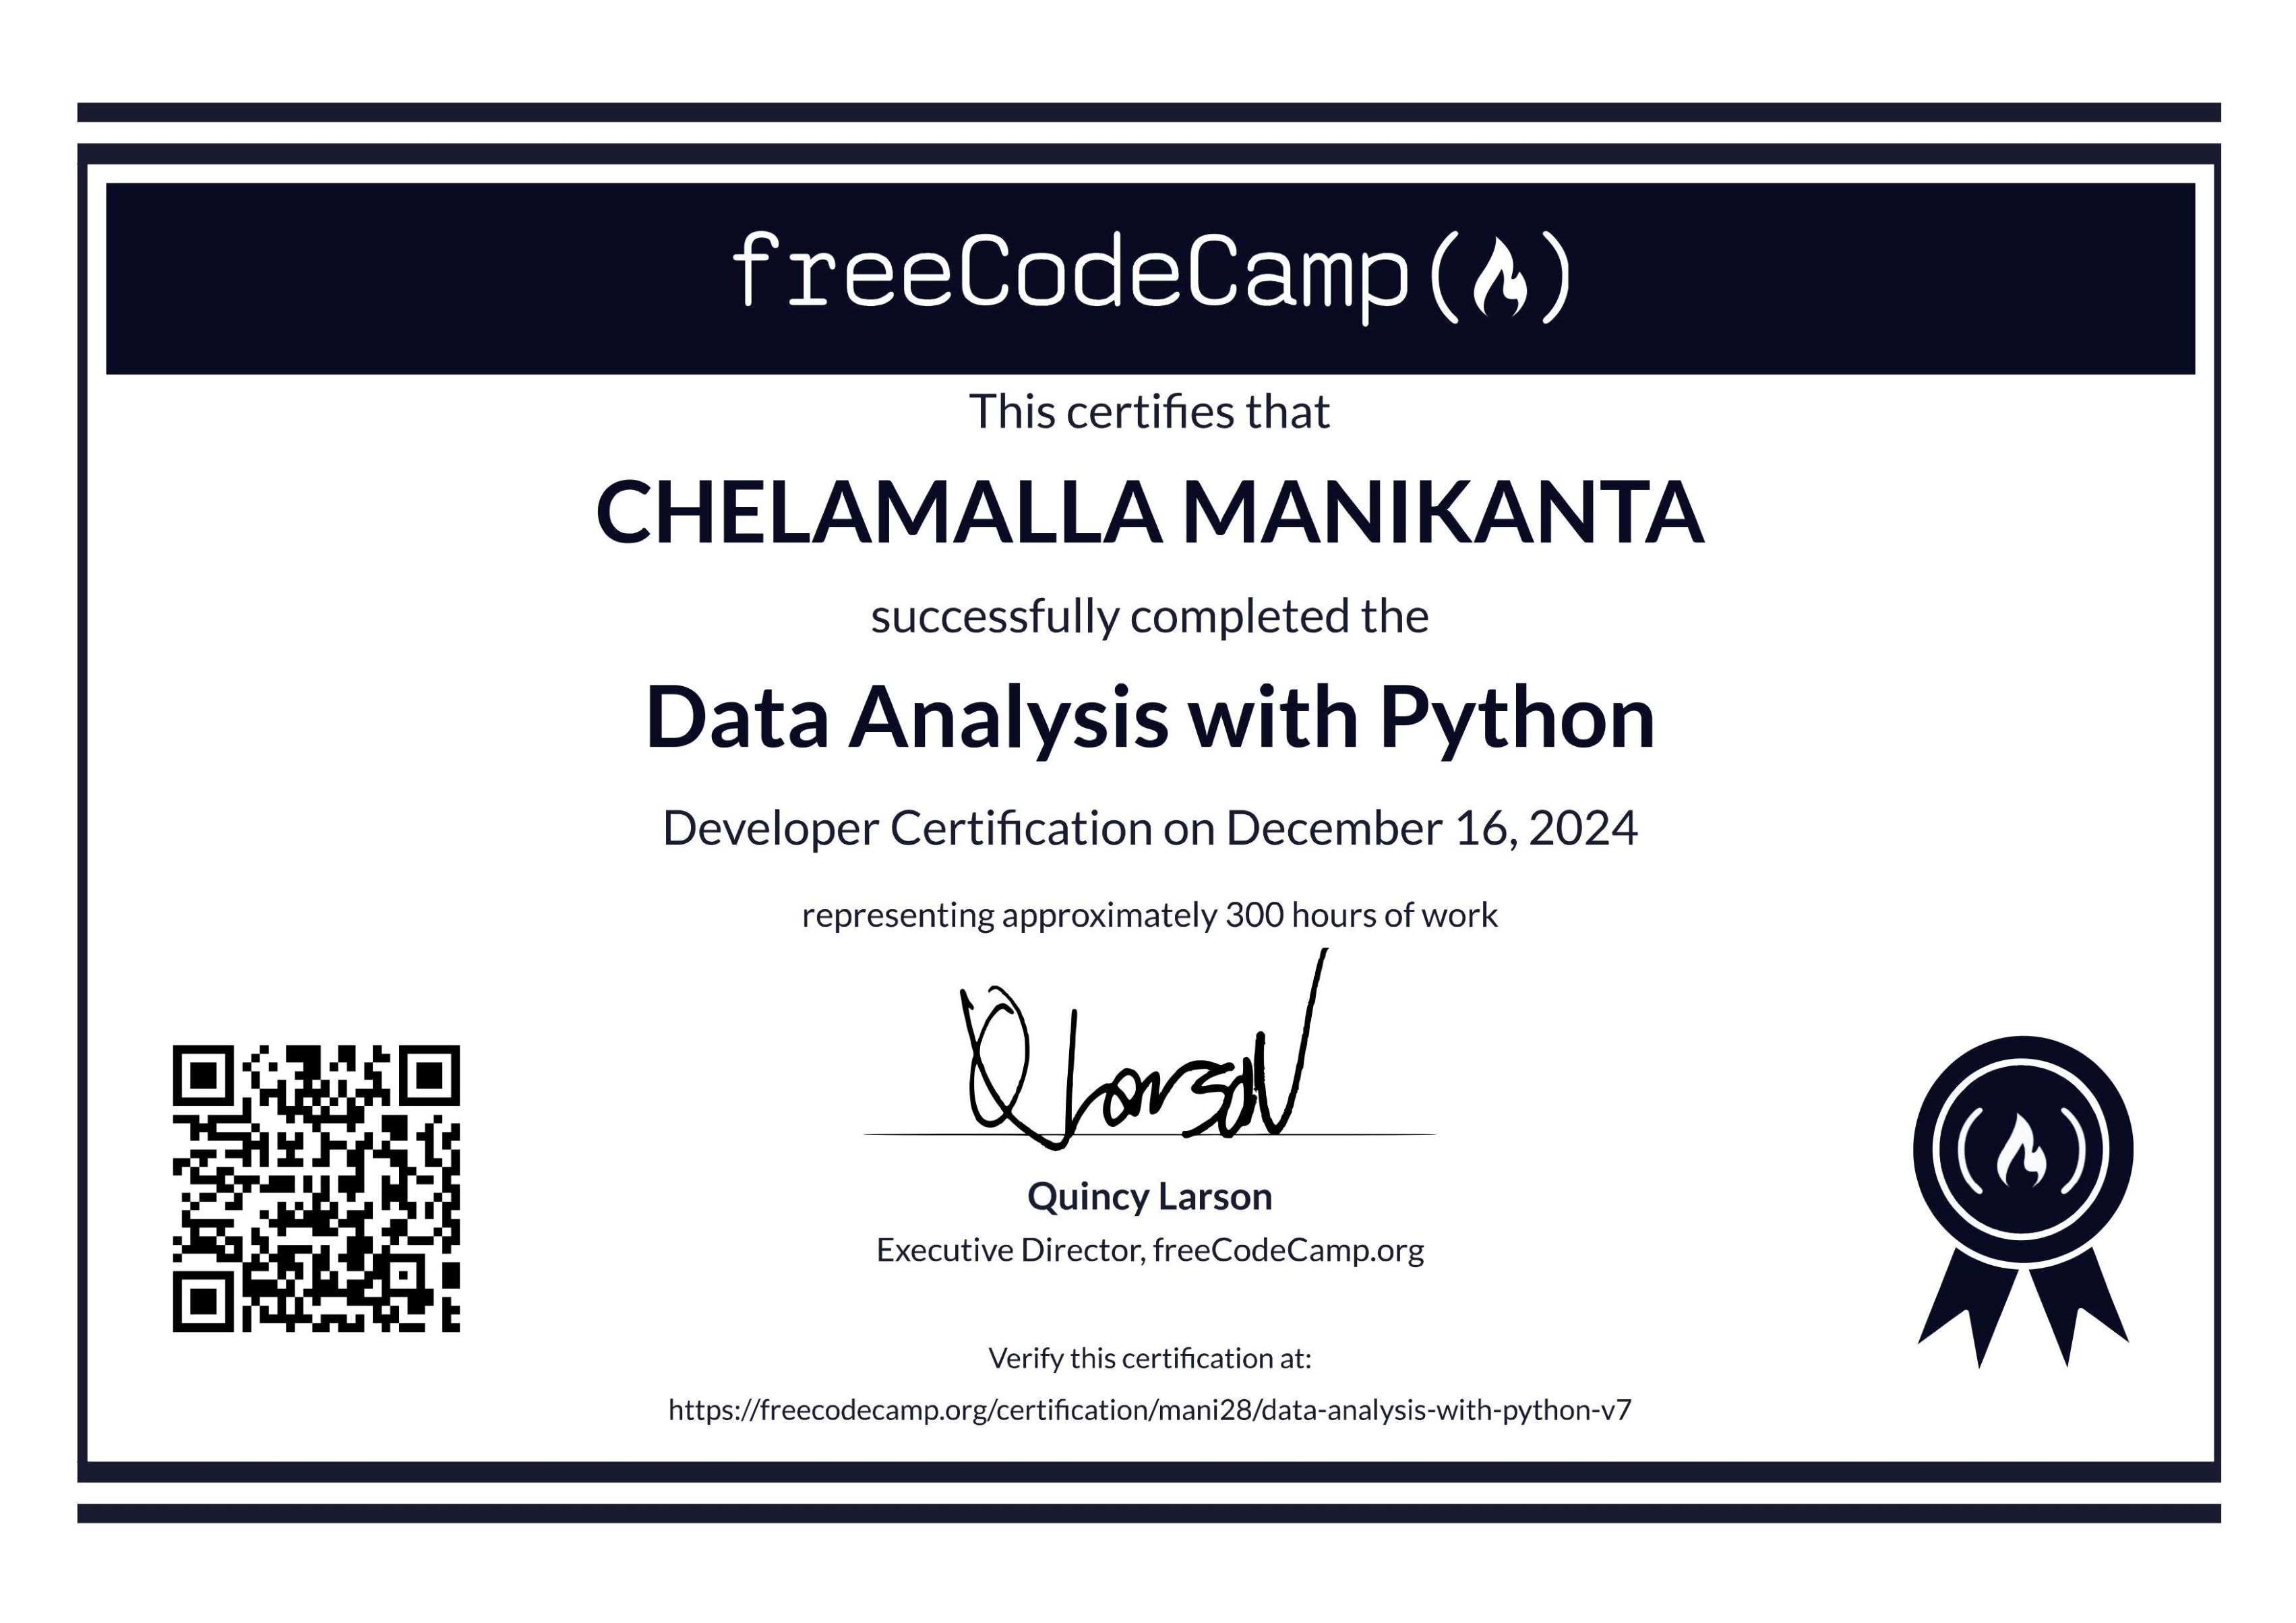 freeCodeCamp
This certifies that
CHELAMALLA MANIKANTA
successfully completed the
Data Analysis with Python
Developer Certification on December 16, 2024
representing approximately 300 hours of work
Q Larson
Quincy Larson
Executive Director, freeCodeCamp.org
Verify this certification at:
https://freecodecamp.org/certification/mani28/data-analysis-with-python-v7